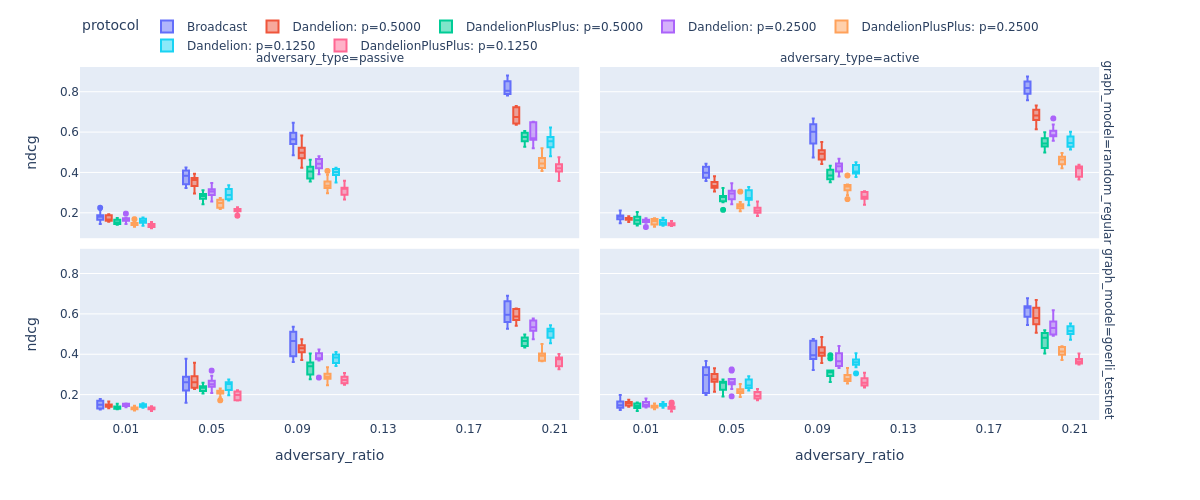 protocol
Broadcast Dandelion: p=0.5000 DandelionPlusPlus: p=0.5000 Dandelion: p=0.2500 DandelionPlusPlus: p=0.2500
Dandelion: p=0.1250 DandelionPlusPlus: p=0.1250
adversary_type=passive adversary_type=active
graph_model=random_regular
ndcg
0.8
0.6
0.4
0.2
graph_model=goerli_testnet
ndcg
0.8
0.6
0.4
0.2
0.01 0.05 0.09 0.13 0.17 0.21 0.01 0.05 0.09 0.13 0.17 0.21
adversary_ratio adversary_ratio